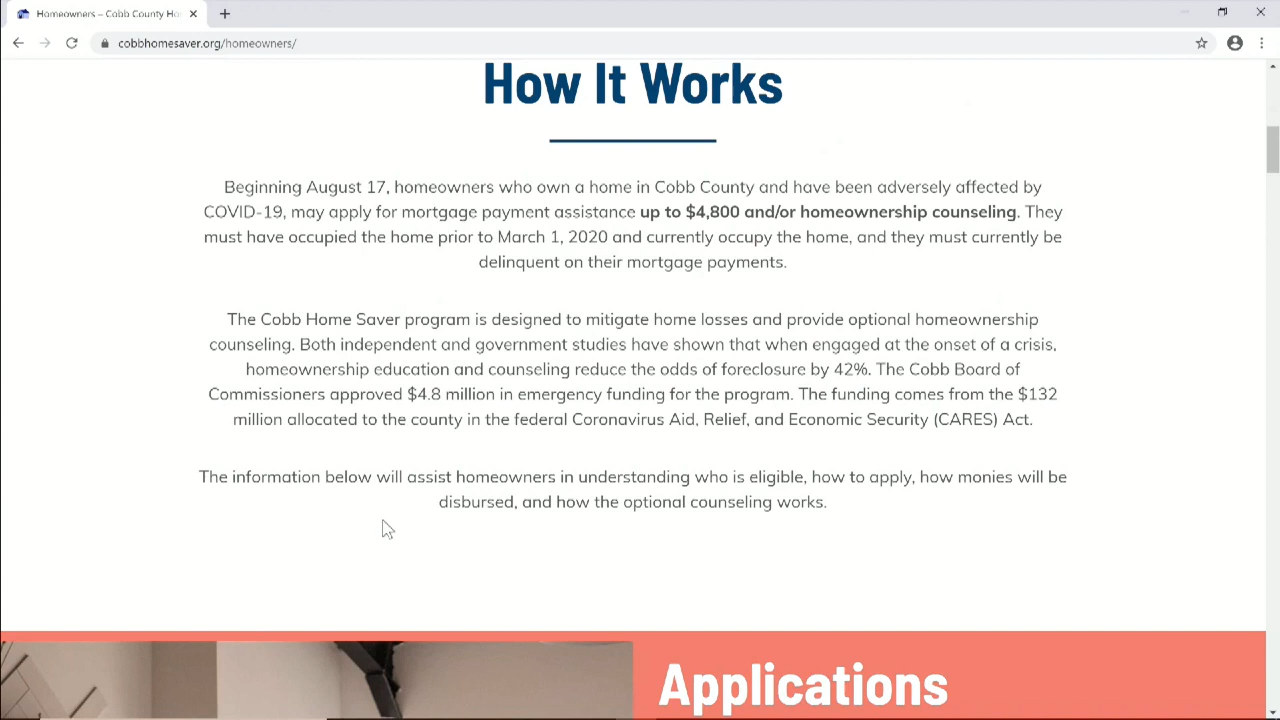 Homeowners – Cobb County Ho
cobbhomesaver.org/homeowners/
How It Works
Beginning August 17, homeowners who own a home in Cobb County and have been adversely affected by
COVID-19, may apply for mortgage payment assistance up to $4,800 and/or homeownership counseling. They
must have occupied the home prior to March 1, 2020 and currently occupy the home, and they must currently be
delinquent on their mortgage payments.
The Cobb Home Saver program is designed to mitigate home losses and provide optional homeownership
counseling. Both independent and government studies have shown that when engaged at the onset of a crisis,
homeownership education and counseling reduce the odds of foreclosure by 42%. The Cobb Board of
Commissioners approved $4.8 million in emergency funding for the program. The funding comes from the $132
million allocated to the county in the federal Coronavirus Aid, Relief, and Economic Security (CARES) Act.
The information below will assist homeowners in understanding who is eligible, how to apply, how monies will be
disbursed, and how the optional counseling works.
Applications